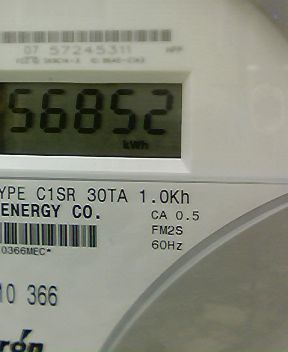 07 57245311
56852
kWh
YPE C1SR 30TA 1.0Kh
ENERGY CO.
CA 0.5
FM2S
60Hz
0366MEC*
10 366
rón